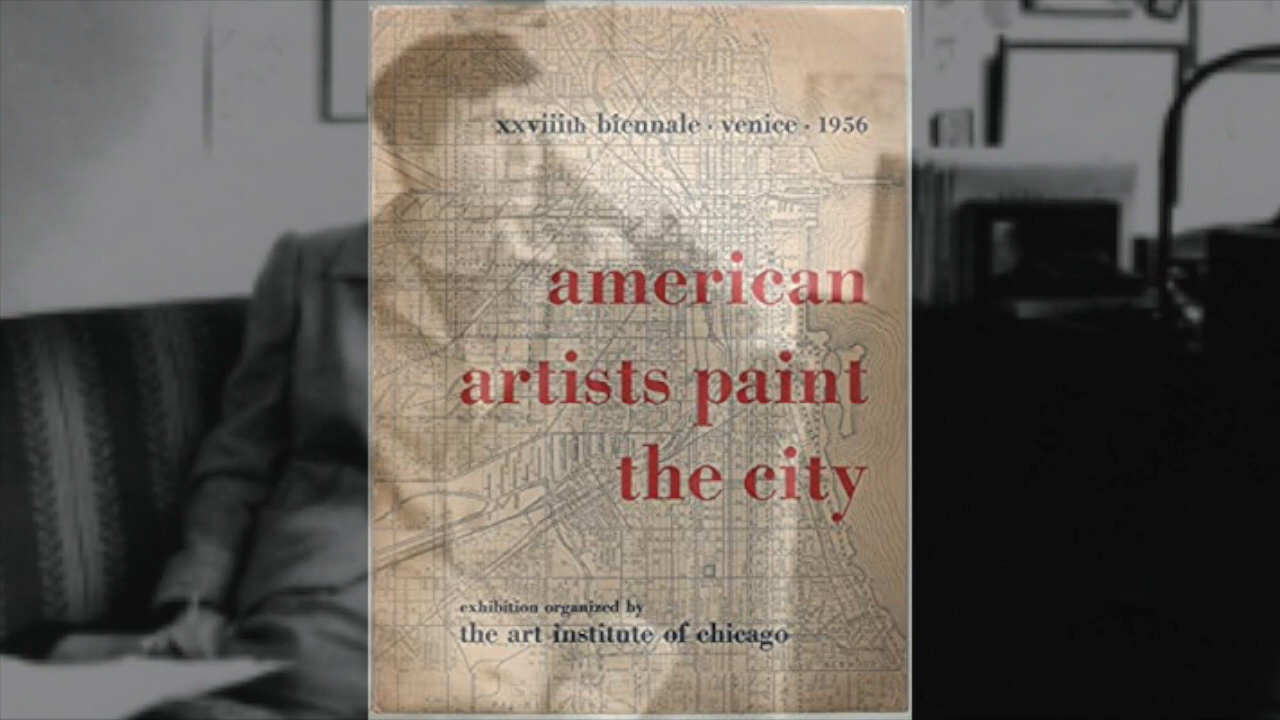 xxviiith biennale · venice · 1956
american
artists paint
the city
exhibition organized by
the art institute of chicago